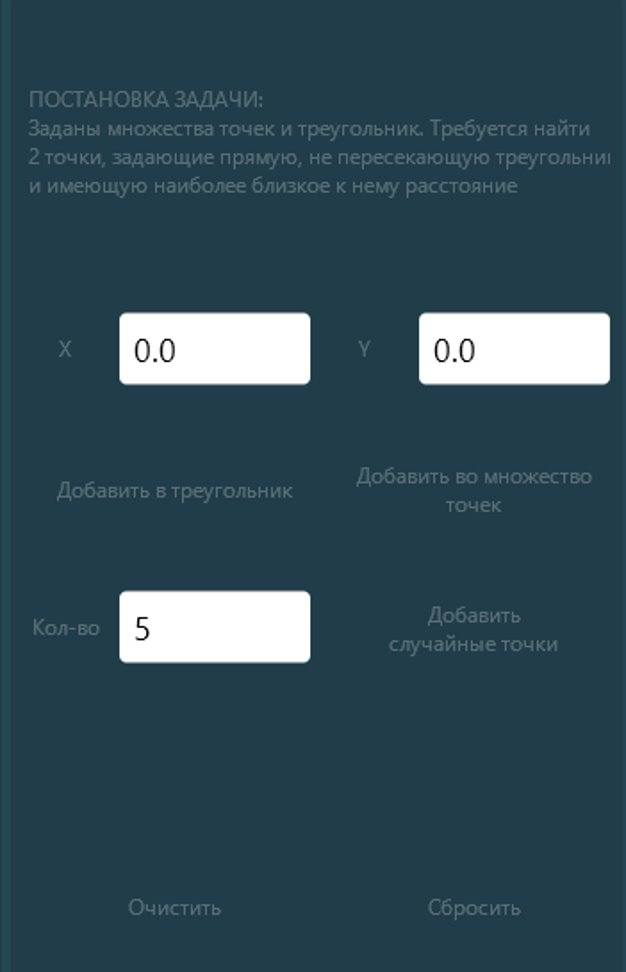 ПОСТАНОВКА ЗАДАЧИ:
Заданы множества точек и треугольник. Требуется найти
2 точки, задающие прямую, не пересекающую треугольни
и имеющую наиболее близкое к нему расстояние
X 0.0 Y 0.0
Добавить в треугольник
Добавить во множество
точек
Кол-во 5
Добавить
случайные точки
Очистить Сбросить